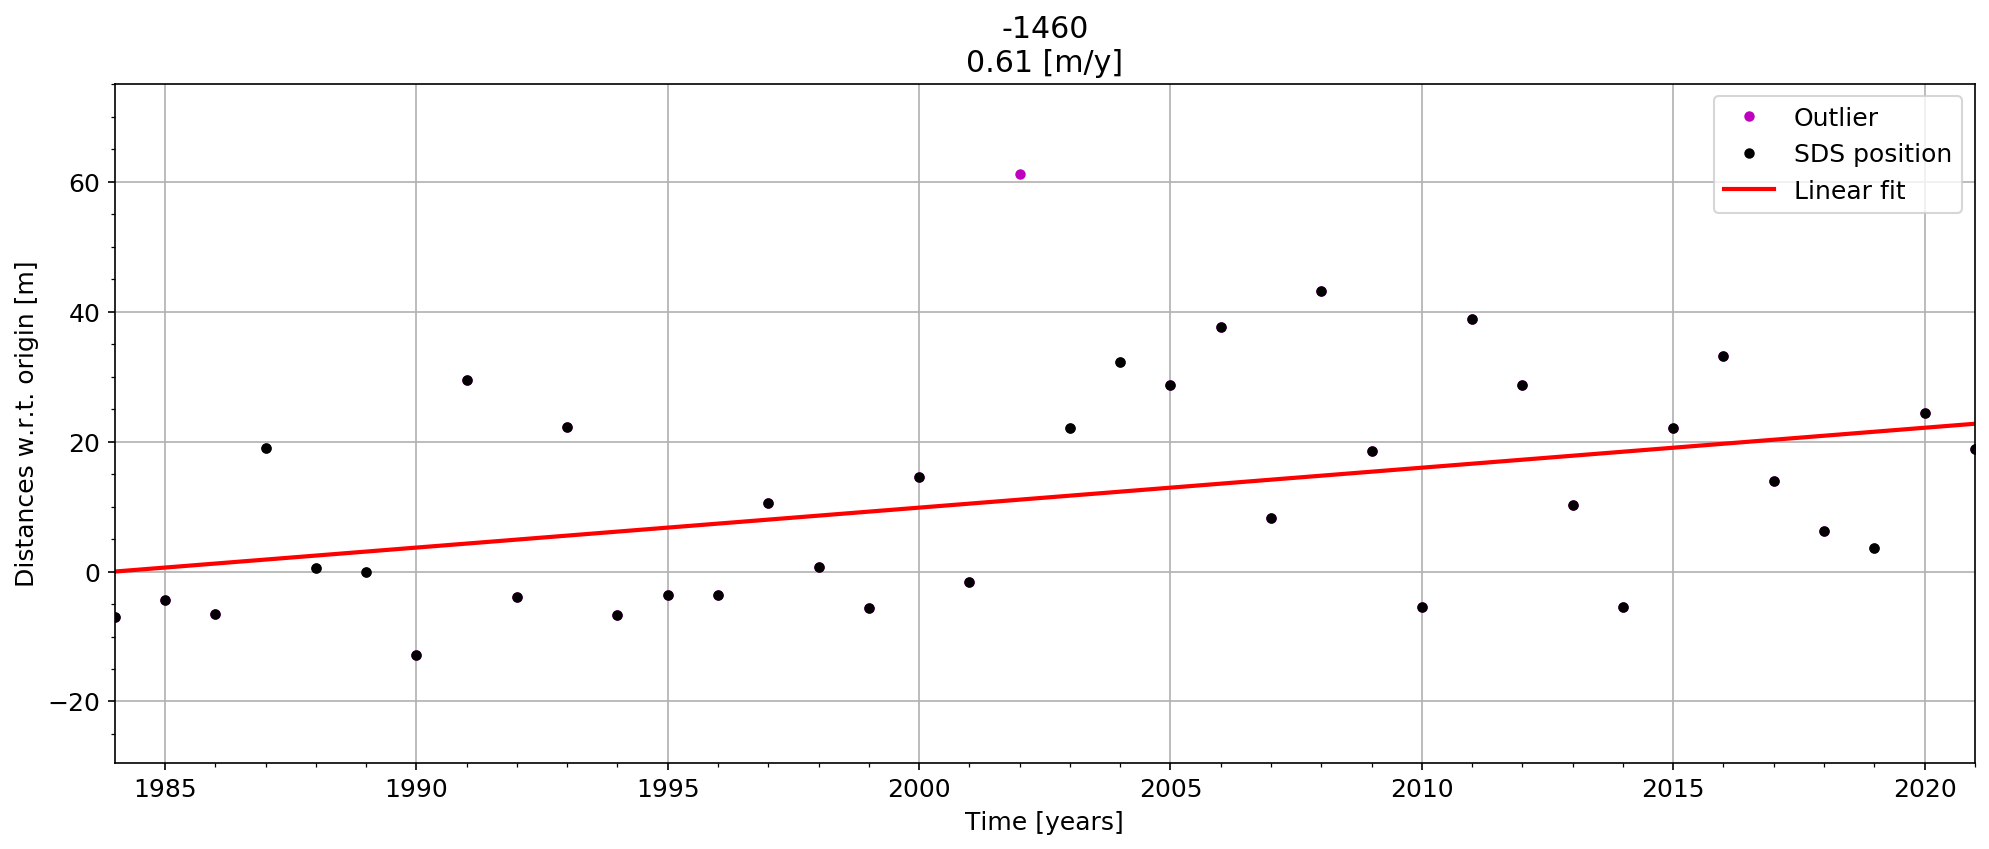 -1460
0.61 [m/y]
Outlier
SDS position
Linear fit
Distances w.r.t. origin [m]
60
40
20
0
−20
1985 1990 1995 2000 2005 2010 2015 2020
Time [years]